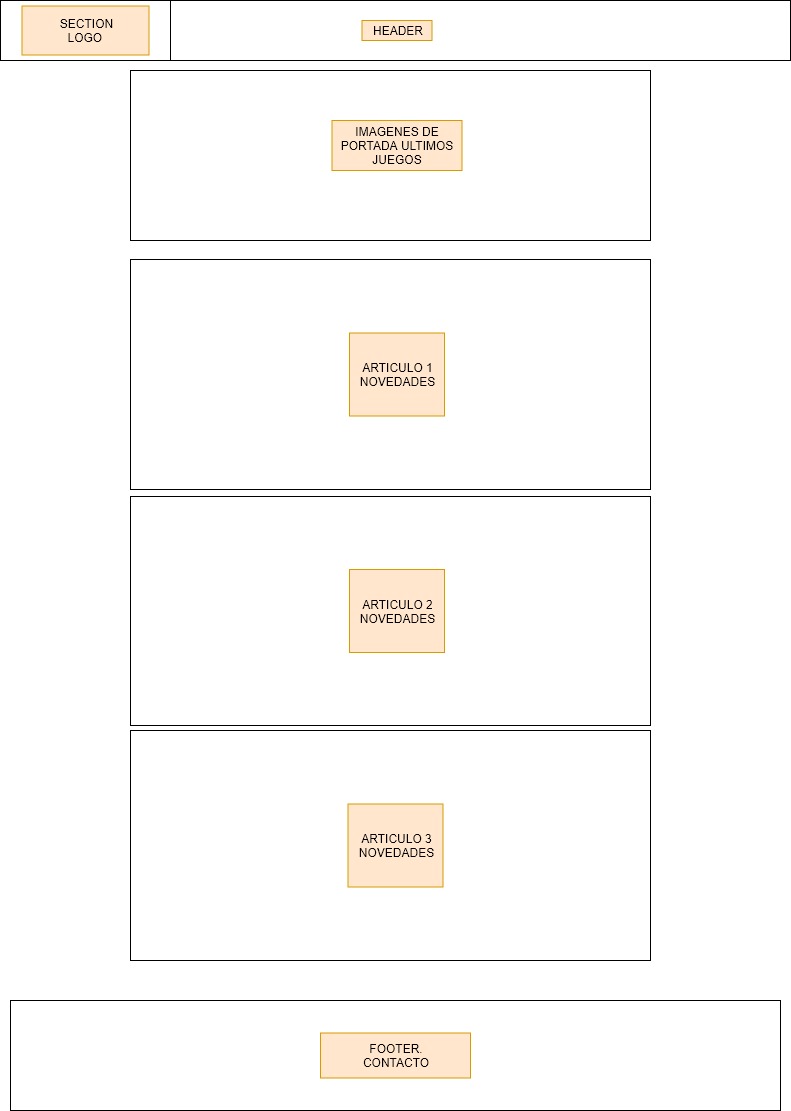 SECTION
LOGO
HEADER
IMAGENES DE
PORTADA ULTIMOS
JUEGOS
ARTICULO 1
NOVEDADES
ARTICULO 2
NOVEDADES
ARTICULO 3
NOVEDADES
FOOTER.
CONTACTO